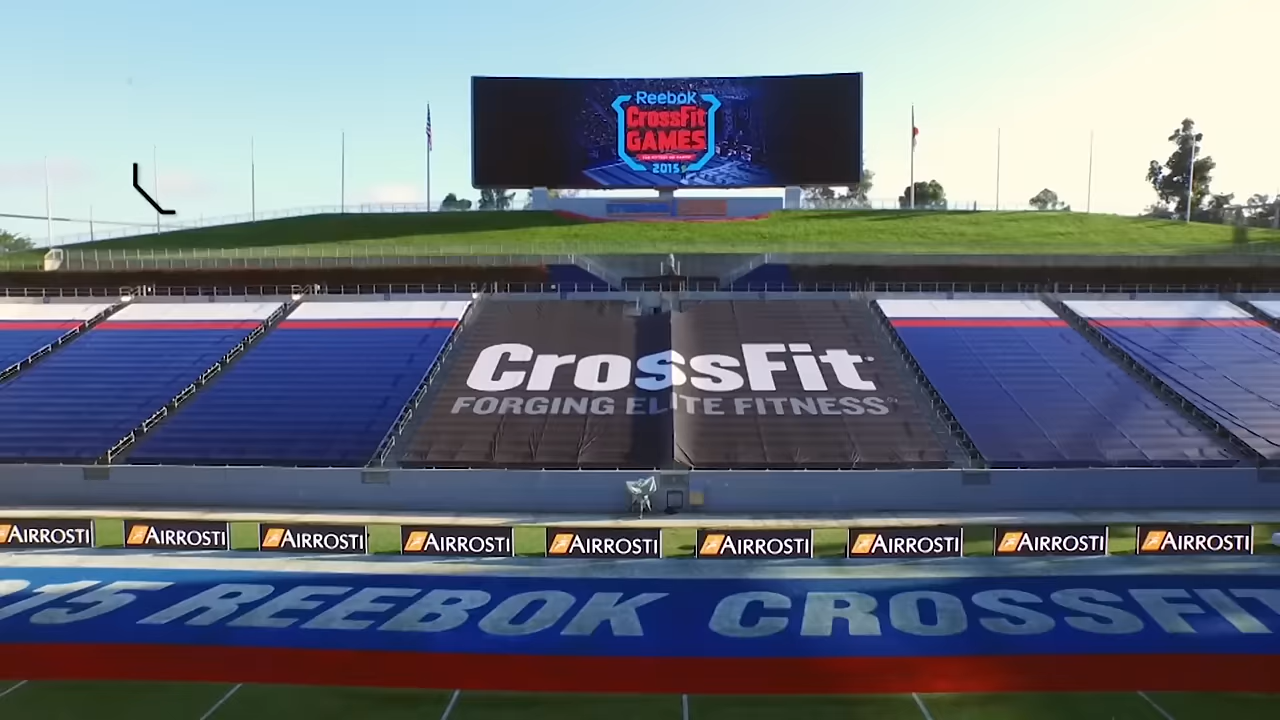 Reebok
CrossFit
GAMES
2015
CrossFit
FORGING ELITE FITNESS
AIRROSTI AIRROSTI AIRROSTI AIRROSTI AIRROSTI AIRROSTI AIRROSTI AIRROSTI AIRROSTI
15 REEBOK CROSSFIT